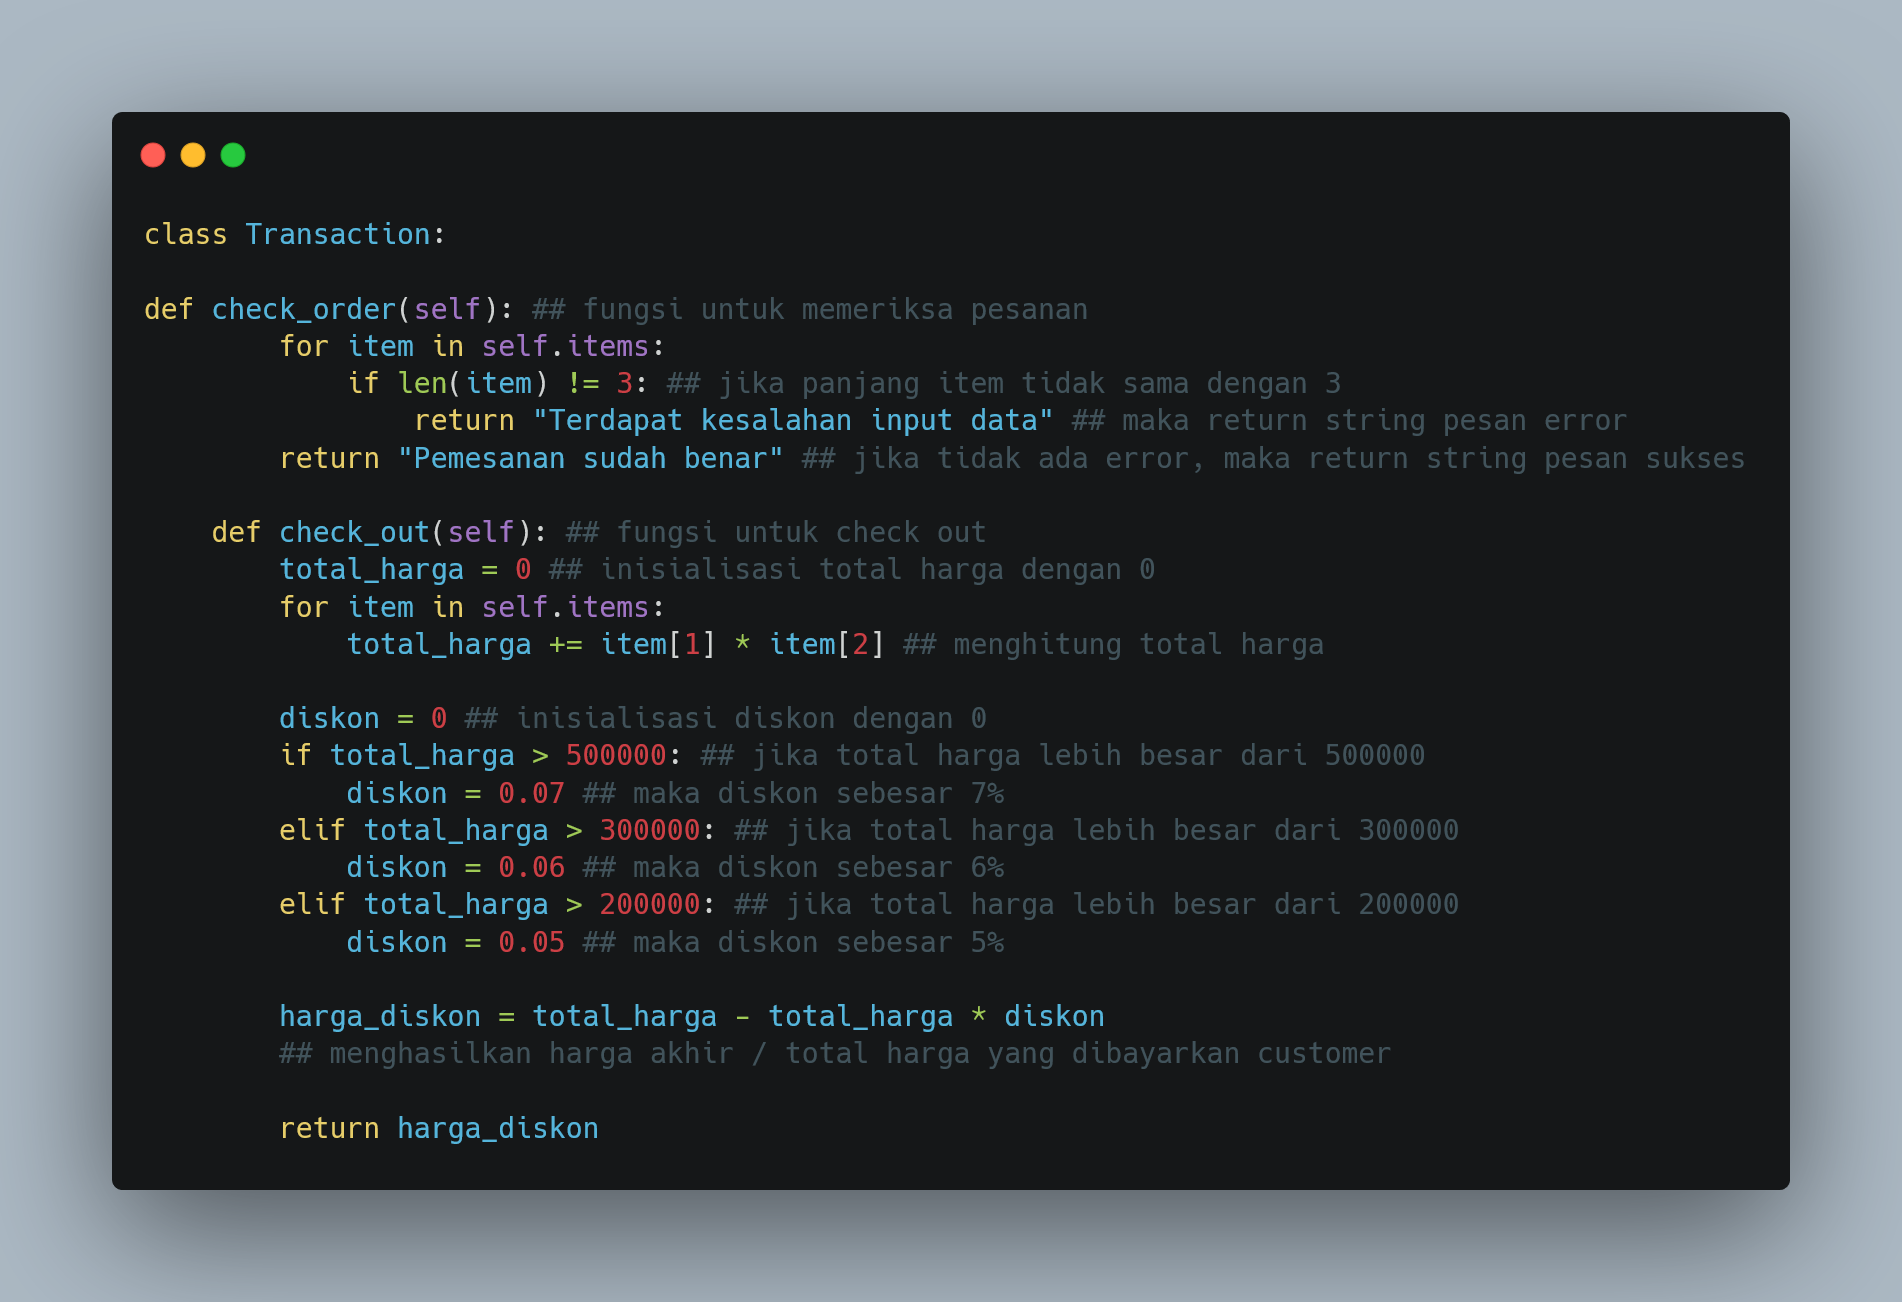 class Transaction:
def check_order(self): ## fungsi untuk memeriksa pesanan
        for item in self.items:
            if len(item) != 3: ## jika panjang item tidak sama dengan 3
                return "Terdapat kesalahan input data" ## maka return string pesan error
        return "Pemesanan sudah benar" ## jika tidak ada error, maka return string pesan sukses
    def check_out(self): ## fungsi untuk check out
        total_harga = 0 ## inisialisasi total harga dengan 0
        for item in self.items:
            total_harga += item[1] * item[2] ## menghitung total harga
        diskon = 0 ## inisialisasi diskon dengan 0
        if total_harga > 500000: ## jika total harga lebih besar dari 500000
            diskon = 0.07 ## maka diskon sebesar 7%
        elif total_harga > 300000: ## jika total harga lebih besar dari 300000
            diskon = 0.06 ## maka diskon sebesar 6%
        elif total_harga > 200000: ## jika total harga lebih besar dari 200000
            diskon = 0.05 ## maka diskon sebesar 5%
        harga_diskon = total_harga - total_harga * diskon
        ## menghasilkan harga akhir / total harga yang dibayarkan customer
        return harga_diskon